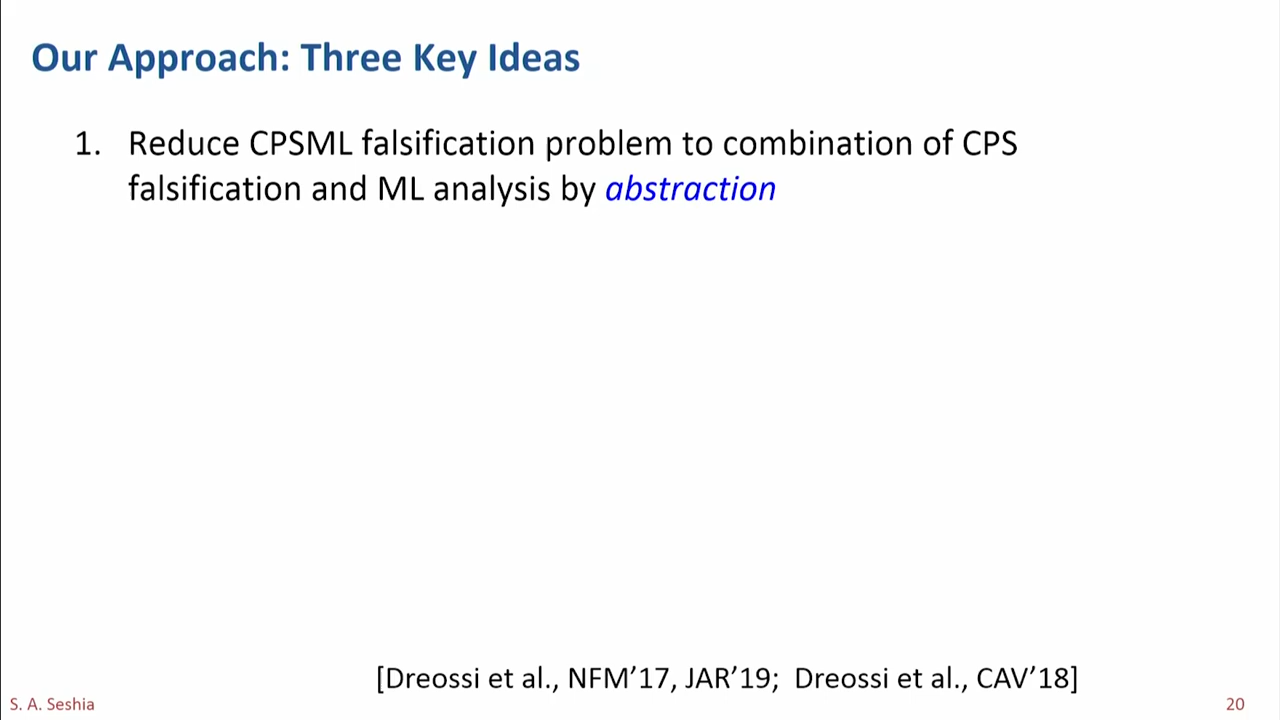 Our Approach: Three Key Ideas
1. Reduce CPSML falsification problem to combination of CPS
falsification and ML analysis by abstraction
[Dreossi et al., NFM’17, JAR’19; Dreossi et al., CAV’18]
S. A. Seshia
20